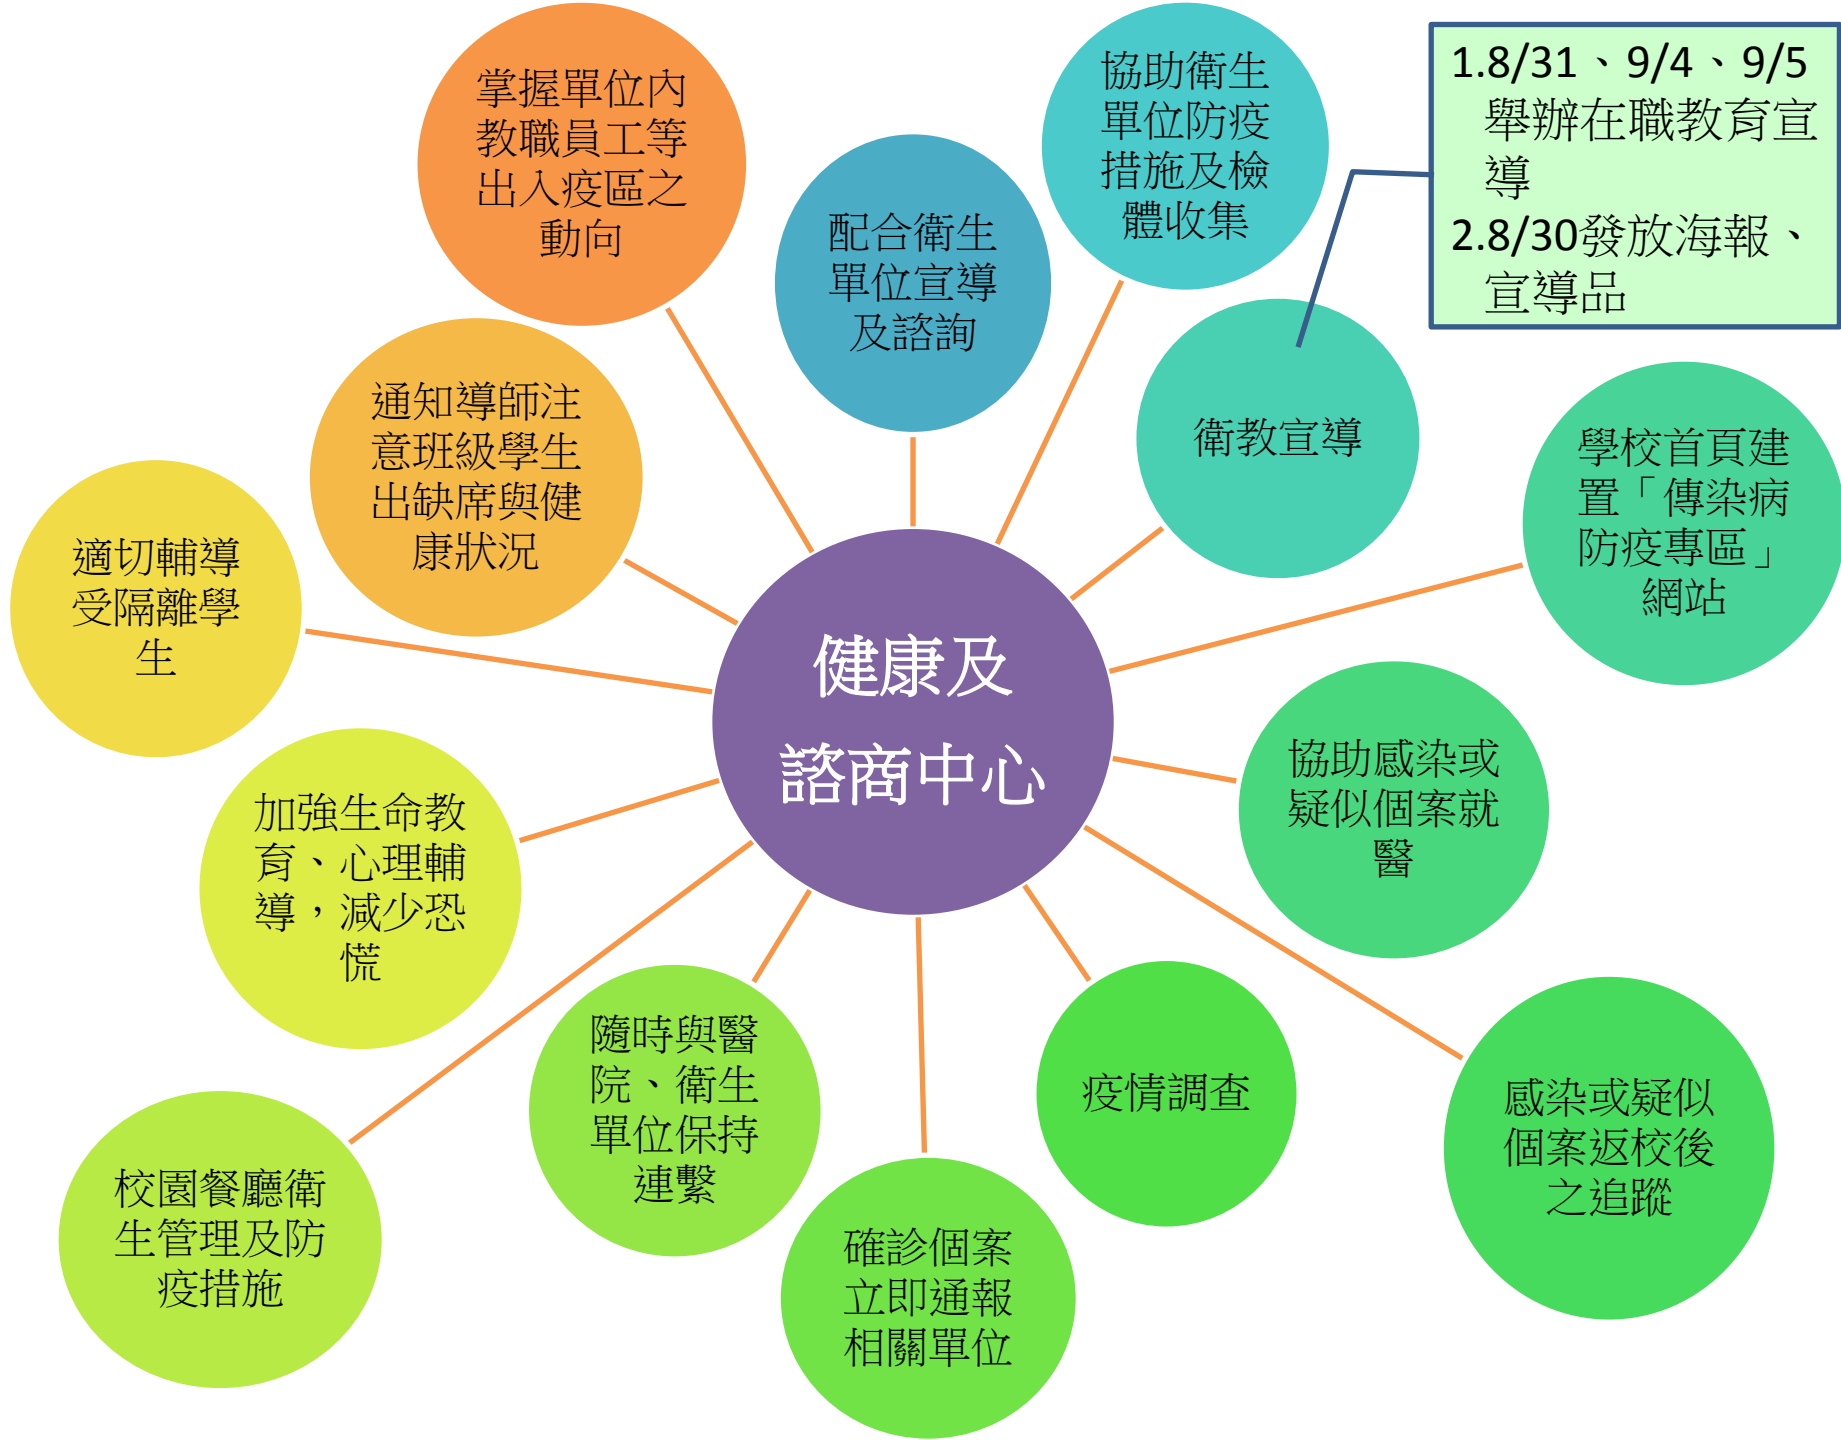 健康及
諮商中心
配合衛生
單位宣導
及諮詢
協助衛生
單位防疫
措施及檢
體收集
衛教宣導
1.8/31、9/4、9/5
舉辦在職教育宣
導
2.8/30發放海報、
宣導品
學校首頁建
置「傳染病
防疫專區」
網站
協助感染或
疑似個案就
醫
感染或疑似
個案返校後
之追蹤
疫情調查
確診個案
立即通報
相關單位
隨時與醫
院、衛生
單位保持
連繫
校園餐廳衛
生管理及防
疫措施
加強生命教
育、心理輔
導，減少恐
慌
適切輔導
受隔離學
生
通知導師注
意班級學生
出缺席與健
康狀況
掌握單位內
教職員工等
出入疫區之
動向